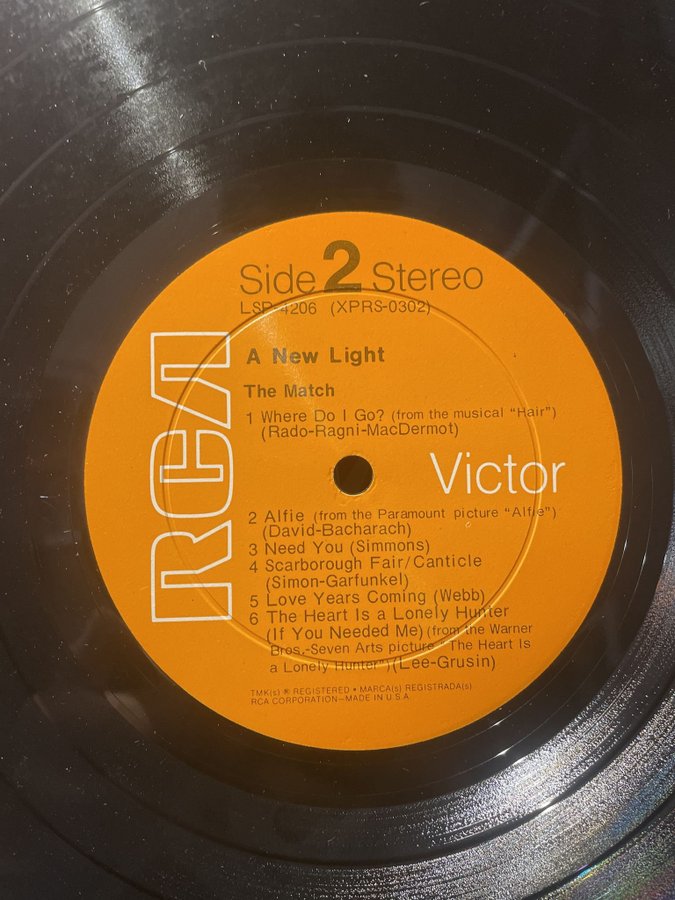 Side 2 Stereo
LSP-4206 (XPRS-0302)
A New Light
The Match
1 Where Do I Go? (from the musical "Hair")
(Rado-Ragni-MacDermot)
RCA
Victor
2 Alfie (from the Paramount picture "Alfie")
(David-Bacharach)
3 Need You (Simmons)
4 Scarborough Fair/Canticle
(Simon-Garfunkel)
5 Love Years Coming (Webb)
6 The Heart Is a Lonely Hunter
(If You Needed Me) (from the Warner
Bros.-Seven Arts picture "The Heart Is
a Lonely Hunter") (Lee-Grusin)
TMK(s) ® REGISTERED • MARCA(s) REGISTRADA(s)
RCA CORPORATION—MADE IN U.S.A.